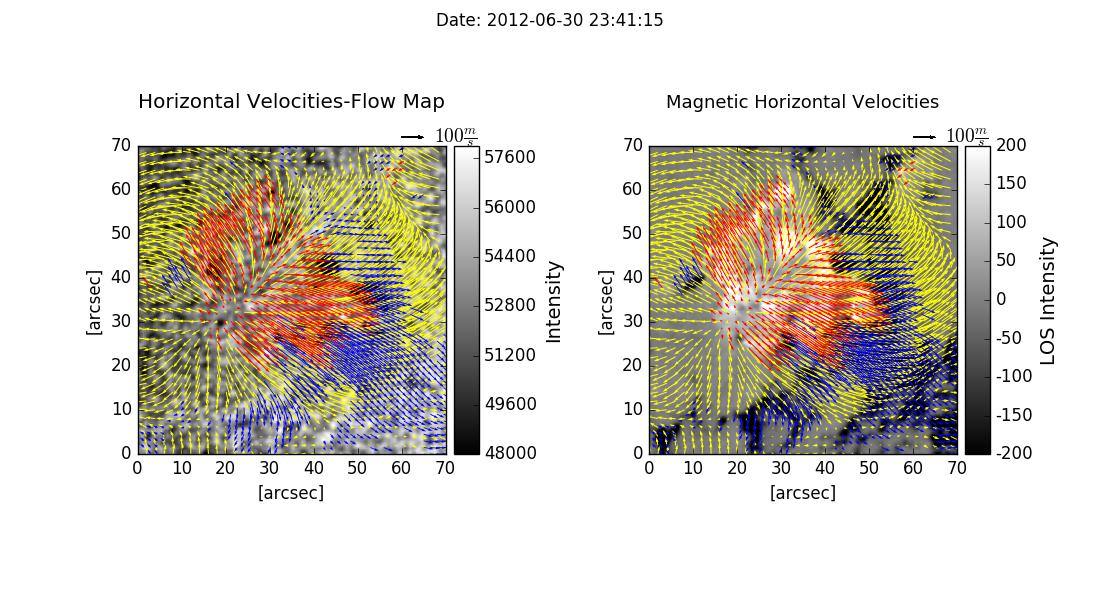 Date: 2012-06-30 23:41:15
Horizontal Velocities-Flow Map
100 m/s
70
60
50
40
30
20
10
0
[arcsec]
0 10 20 30 40 50 60 70
[arcsec]
57600
56000
54400
52800
51200
49600
48000
Intensity
Magnetic Horizontal Velocities
100 m/s
70
60
50
40
30
20
10
0
[arcsec]
0 10 20 30 40 50 60 70
[arcsec]
200
150
100
50
0
-50
-100
-150
-200
LOS Intensity